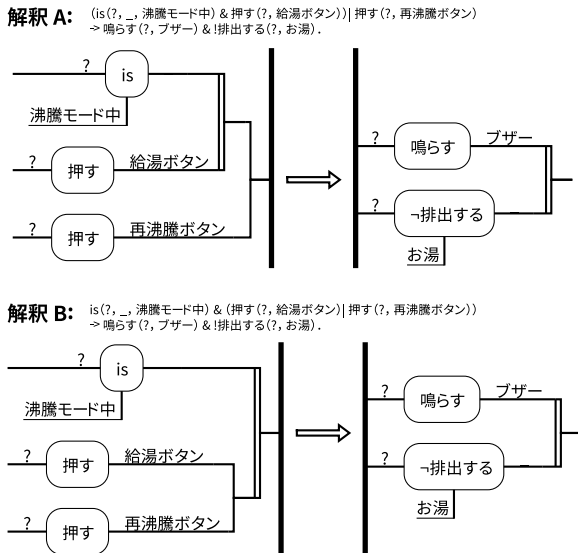 解釈 A:
(is(?, _, 沸騰モード中) & 押す(?, 給湯ボタン))| 押す(?, 再沸騰ボタン)
-> 鳴らす(?, ブザー) & !排出する(?, お湯) .
?
is
沸騰モード中
?
押す
給湯ボタン
?
押す
再沸騰ボタン
?
鳴らす
ブザー
?
¬排出する
_
お湯
解釈 B:
is(?, _, 沸騰モード中) & (押す(?, 給湯ボタン)| 押す(?, 再沸騰ボタン))
-> 鳴らす(?, ブザー) & !排出する(?, お湯) .
?
is
沸騰モード中
?
押す
給湯ボタン
?
押す
再沸騰ボタン
?
鳴らす
ブザー
?
¬排出する
_
お湯